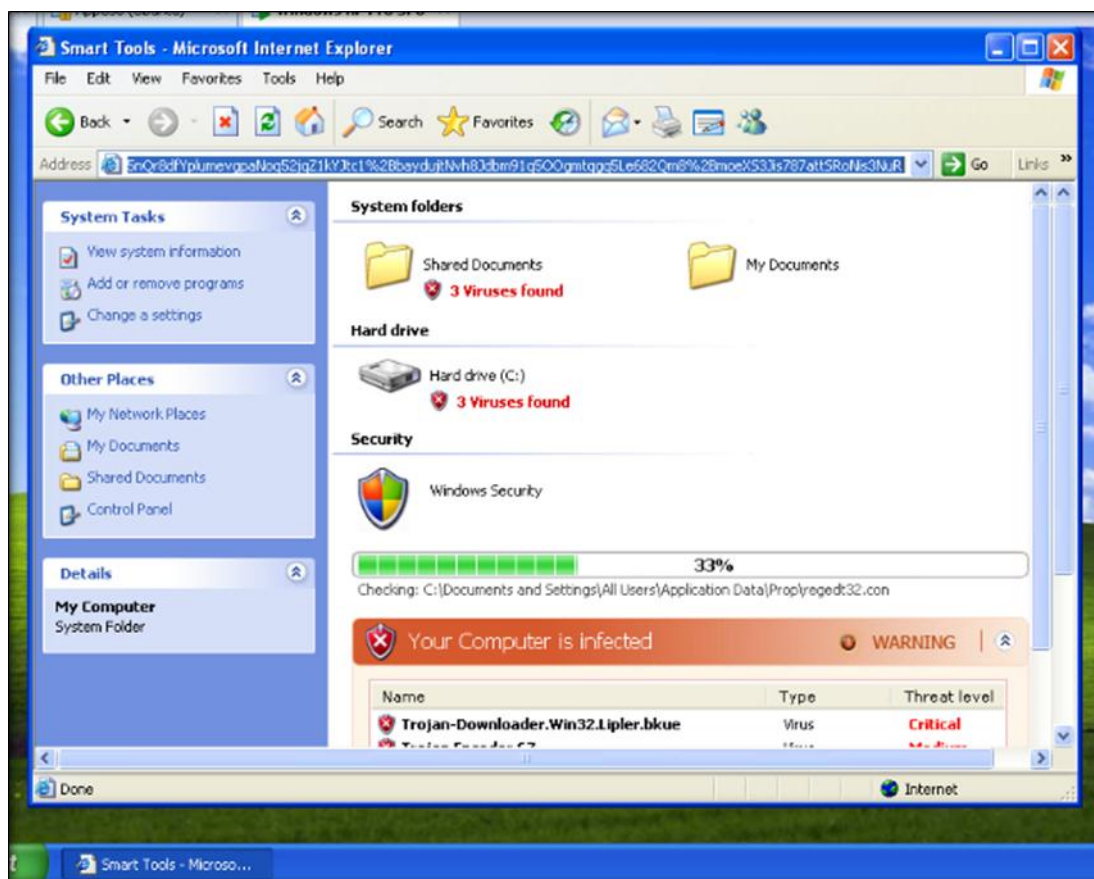 Smart Tools - Microsoft Internet Explorer
File Edit View Favorites Tools Help
Back Search Favorites
Address Go Links »
System Tasks
View system information
Add or remove programs
Change a settings
Other Places
My Network Places
My Documents
Shared Documents
Control Panel
Details
My Computer
System Folder
System folders
Shared Documents
3 Viruses found
My Documents
Hard drive
Hard drive (C:)
3 Viruses found
Security
Windows Security
33%
Checking: C:\Documents and Settings\All Users\Application Data\Prop\regedt32.con
Your Computer is infected WARNING
Name Type Threat level
Trojan-Downloader.Win32.Lipler.bkue Virus Critical
Done Internet
Smart Tools - Microso...